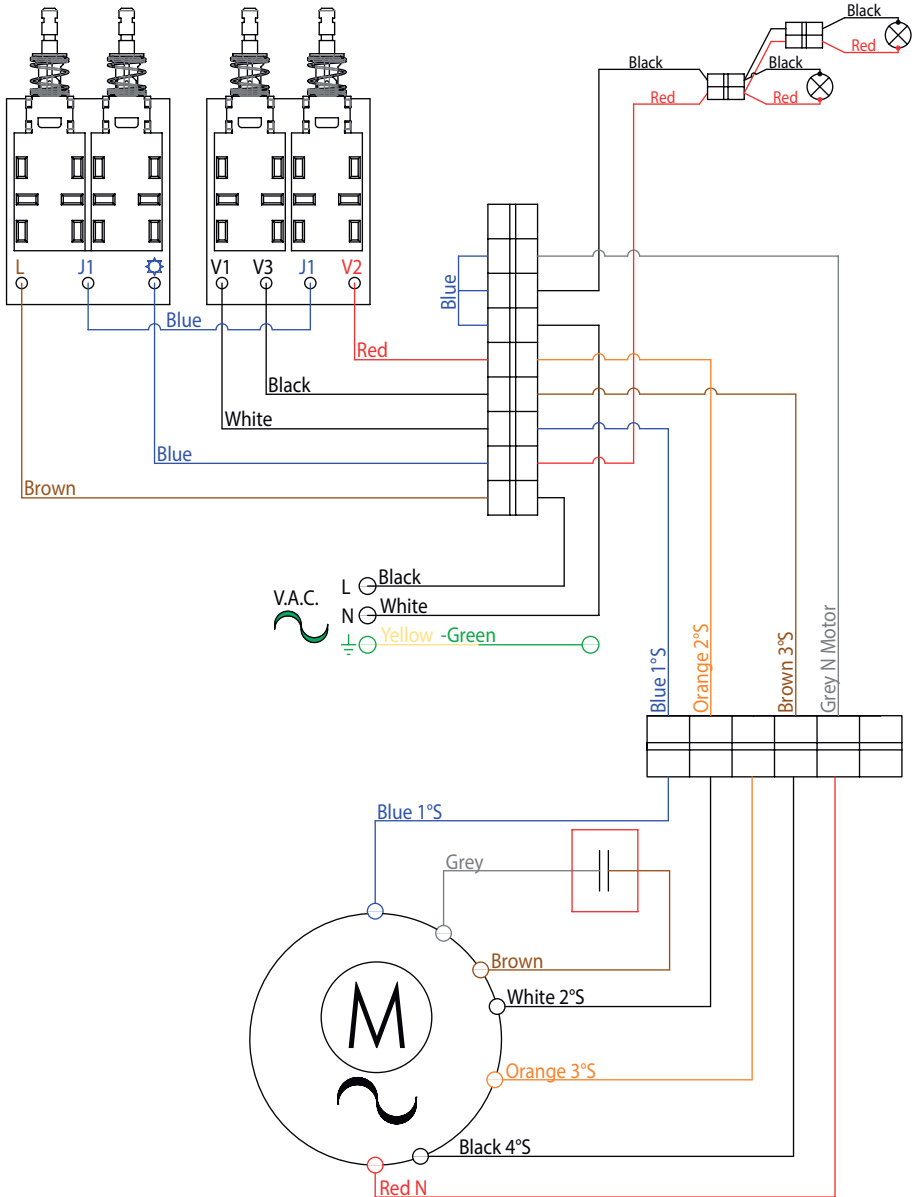 Black
Red
Black
Black
Red
Red
L
J1
V1
V3
J1
V2
Blue
Blue
Red
Black
White
Blue
Brown
L
Black
V.A.C.
N
White
Yellow -Green
Blue 1°S
Orange 2°S
Brown 3°S
Grey N Motor
Blue 1°S
Grey
Brown
White 2°S
M
Orange 3°S
Black 4°S
Red N